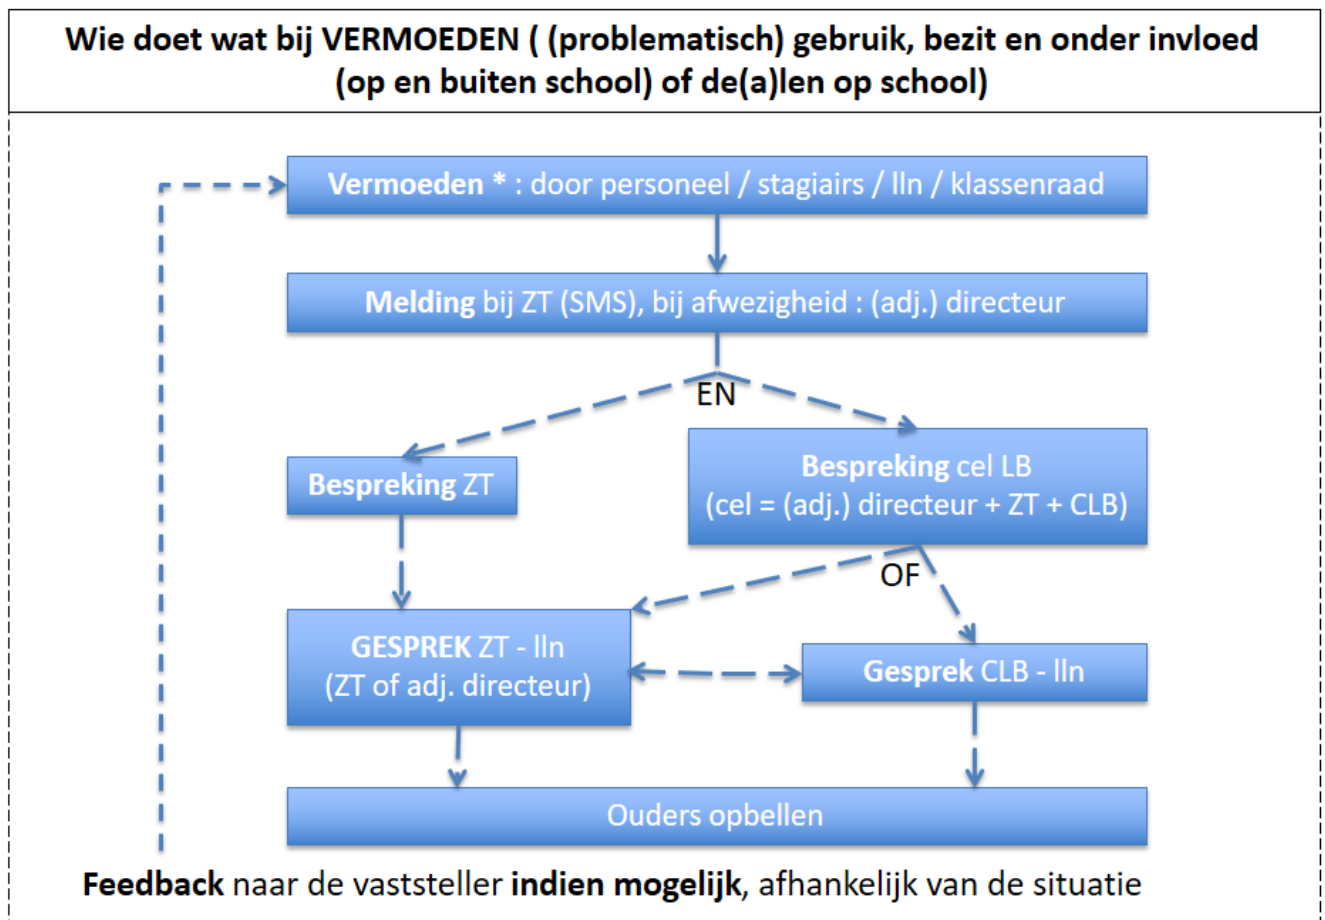 Wie doet wat bij VERMOEDEN ( (problematisch) gebruik, bezit en onder invloed
(op en buiten school) of de(a)len op school)
Vermoeden * : door personeel / stagiairs / lln / klassenraad
Melding bij ZT (SMS), bij afwezigheid : (adj.) directeur
EN
Bespreking ZT
Bespreking cel LB
(cel = (adj.) directeur + ZT + CLB)
OF
GESPREK ZT - lln
(ZT of adj. directeur)
Gesprek CLB - lln
Ouders opbellen
Feedback naar de vaststeller indien mogelijk, afhankelijk van de situatie